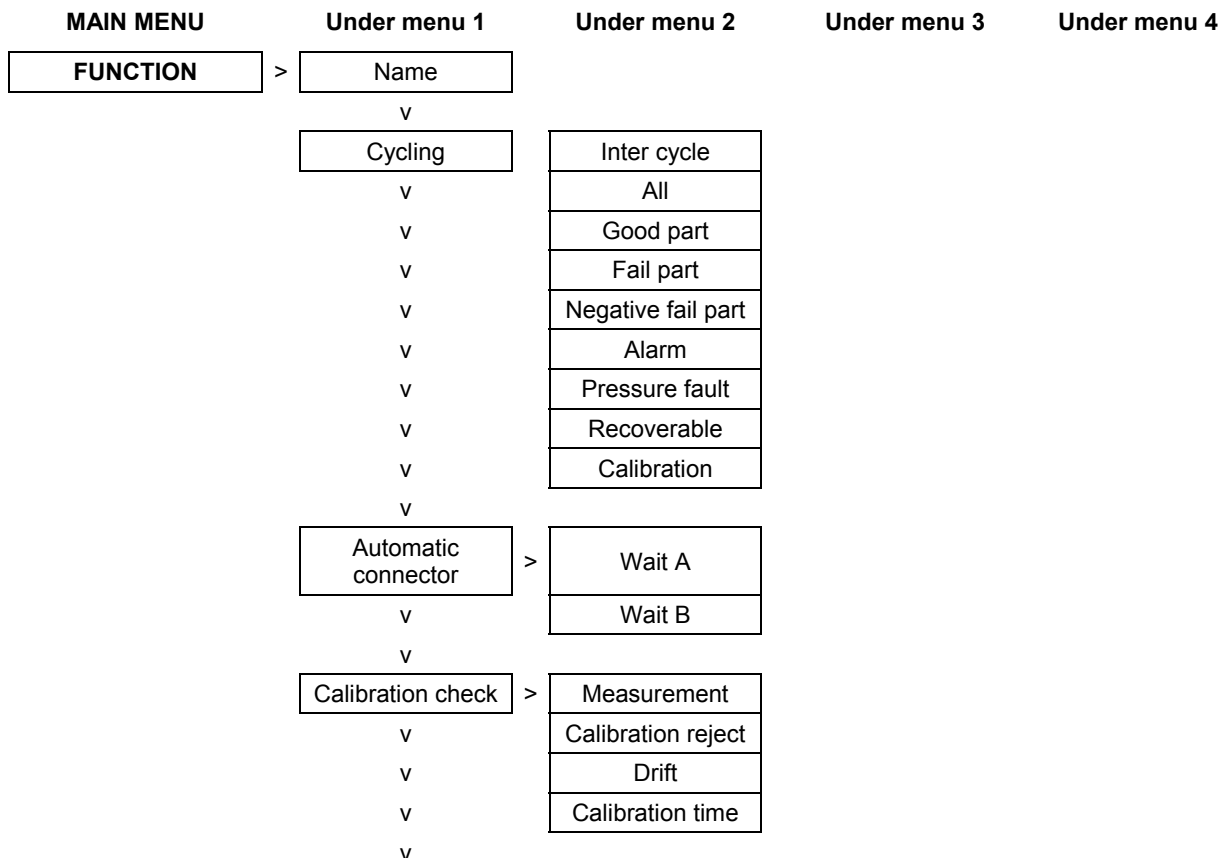 MAIN MENU Under menu 1 Under menu 2 Under menu 3 Under menu 4
FUNCTION > Name
v
Cycling Inter cycle
v All
v Good part
v Fail part
v Negative fail part
v Alarm
v Pressure fault
v Recoverable
v Calibration
v
Automatic
connector > Wait A
v Wait B
v
Calibration check > Measurement
v Calibration reject
v Drift
v Calibration time
v